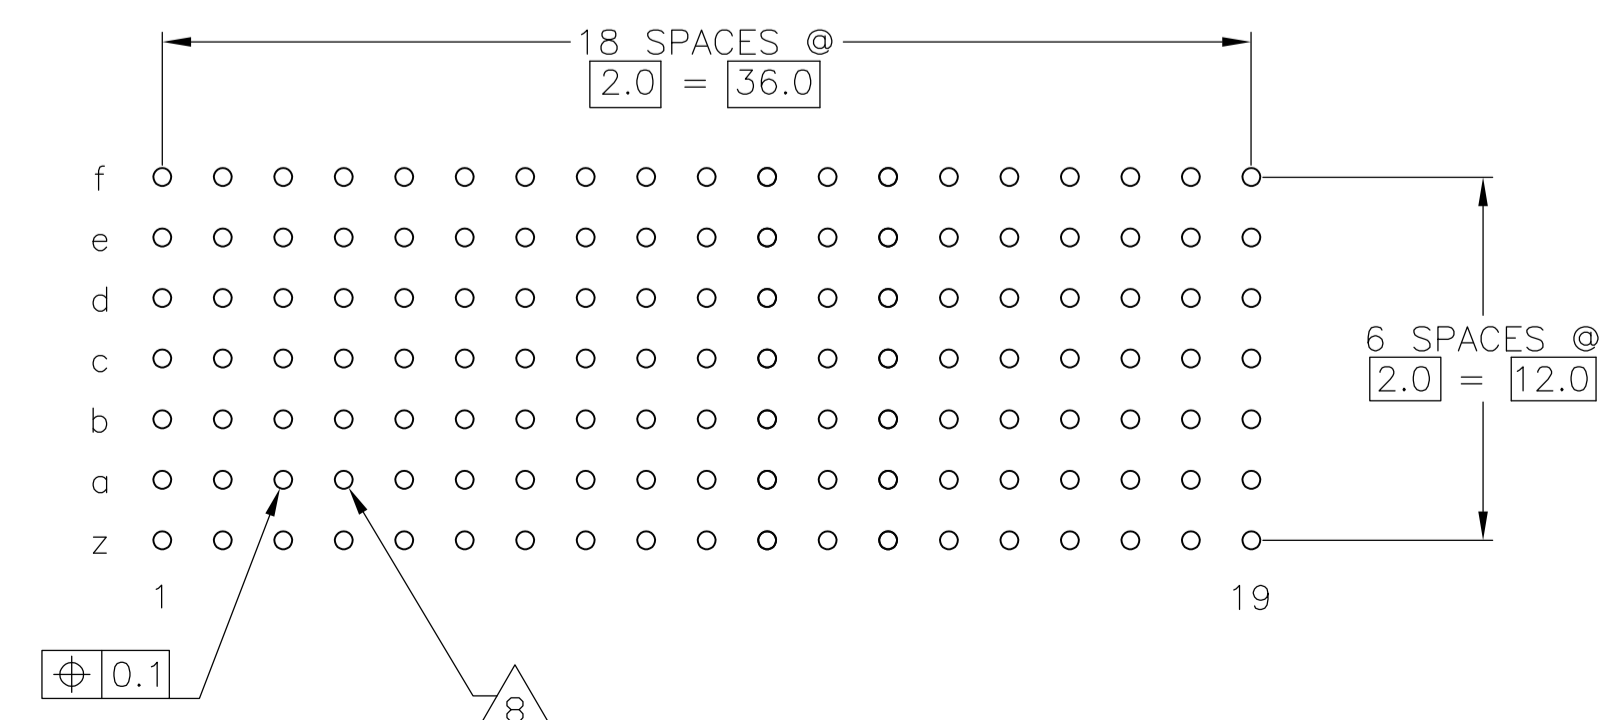 18 SPACES @
2.0 = 36.0
f
e
d
c
b
a
z
6 SPACES @
2.0 = 12.0
1
19
⌖ 0.1
8